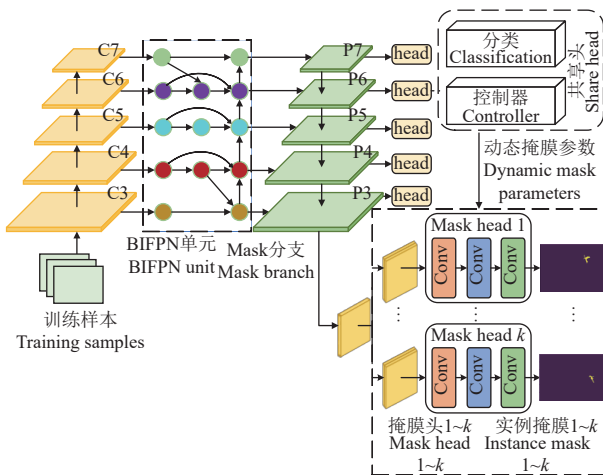 C7
C6
C5
C4
C3
P7
P6
P5
P4
P3
head
head
head
head
head
分类
Classification
控制器
Controller
共享头
Share head
动态掩膜参数
Dynamic mask
parameters
BIFPN单元
BIFPN unit
Mask分支
Mask branch
训练样本
Training samples
Mask head 1
Conv
Conv
Conv
Mask head k
Conv
Conv
Conv
掩膜头1~k
Mask head
1~k
实例掩膜1~k
Instance mask
1~k